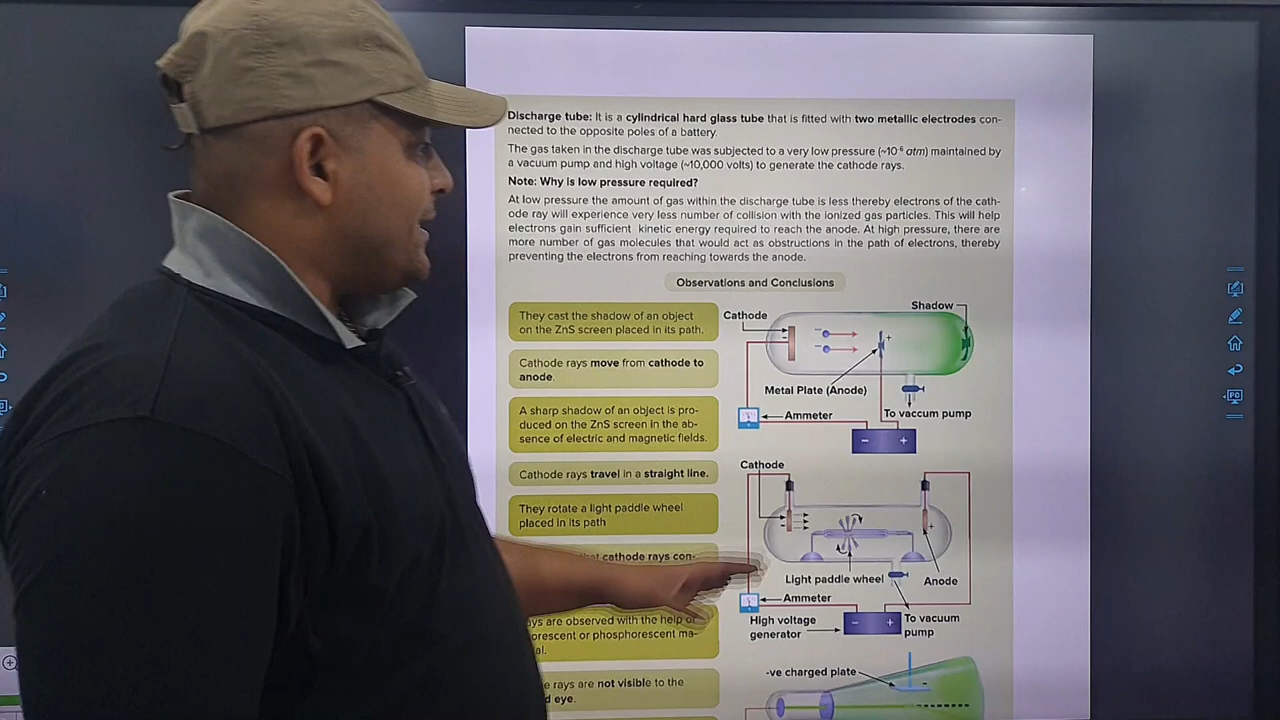 Discharge tube: It is a cylindrical hard glass tube that is fitted with two metallic electrodes con-
nected to the opposite poles of a battery.
The gas taken in the discharge tube was subjected to a very low pressure (~10⁻⁶ atm) maintained by
a vacuum pump and high voltage (~10,000 volts) to generate the cathode rays.
Note: Why is low pressure required?
At low pressure the amount of gas within the discharge tube is less thereby electrons of the cath-
ode ray will experience very less number of collision with the ionized gas particles. This will help
electrons gain sufficient kinetic energy required to reach the anode. At high pressure, there are
more number of gas molecules that would act as obstructions in the path of electrons, thereby
preventing the electrons from reaching towards the anode.
Observations and Conclusions
They cast the shadow of an object
on the ZnS screen placed in its path.
Cathode rays move from cathode to
anode.
A sharp shadow of an object is pro-
duced on the ZnS screen in the ab-
sence of electric and magnetic fields.
Cathode rays travel in a straight line.
They rotate a light paddle wheel
placed in its path
that cathode rays con-
are observed with the help of
or phosphorescent ma-
rays are not visible to the
eye.
Cathode
Shadow
Metal Plate (Anode)
Ammeter
To vaccum pump
− +
Cathode
Light paddle wheel
Anode
Ammeter
High voltage
generator
− +
To vacuum
pump
-ve charged plate
PC